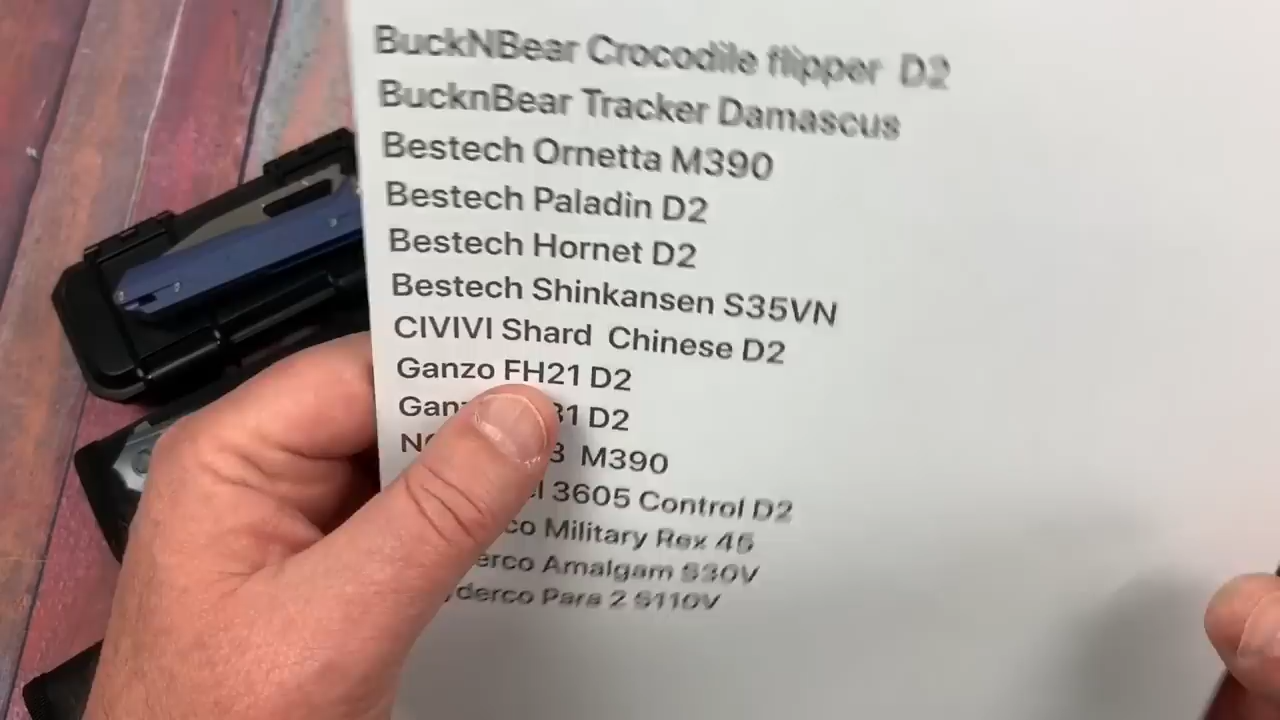 BuckNBear Crocodile flipper D2
BucknBear Tracker Damascus
Bestech Ornetta M390
Bestech Paladin D2
Bestech Hornet D2
Bestech Shinkansen S35VN
CIVIVI Shard Chinese D2
Ganzo FH21 D2
D2
M390
3605 Control D2
Military Rex 45
Amalgam S30V
Para 2 S110V